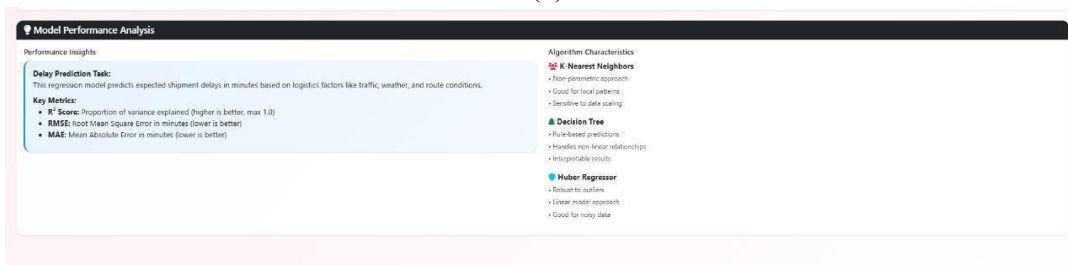 Model Performance Analysis
Performance Insights
Delay Prediction Task:
This regression model predicts expected shipment delays in minutes based on logistics factors like traffic, weather, and route conditions.
Key Metrics:
• R² Score: Proportion of variance explained (higher is better, max 1.0)
• RMSE: Root Mean Square Error in minutes (lower is better)
• MAE: Mean Absolute Error in minutes (lower is better)
Algorithm Characteristics
K-Nearest Neighbors
• Non-parametric approach
• Good for local patterns
• Sensitive to data scaling
Decision Tree
• Rule-based predictions
• Handles non-linear relationships
• Interpretable results
Huber Regressor
• Robust to outliers
• Linear model approach
• Good for noisy data